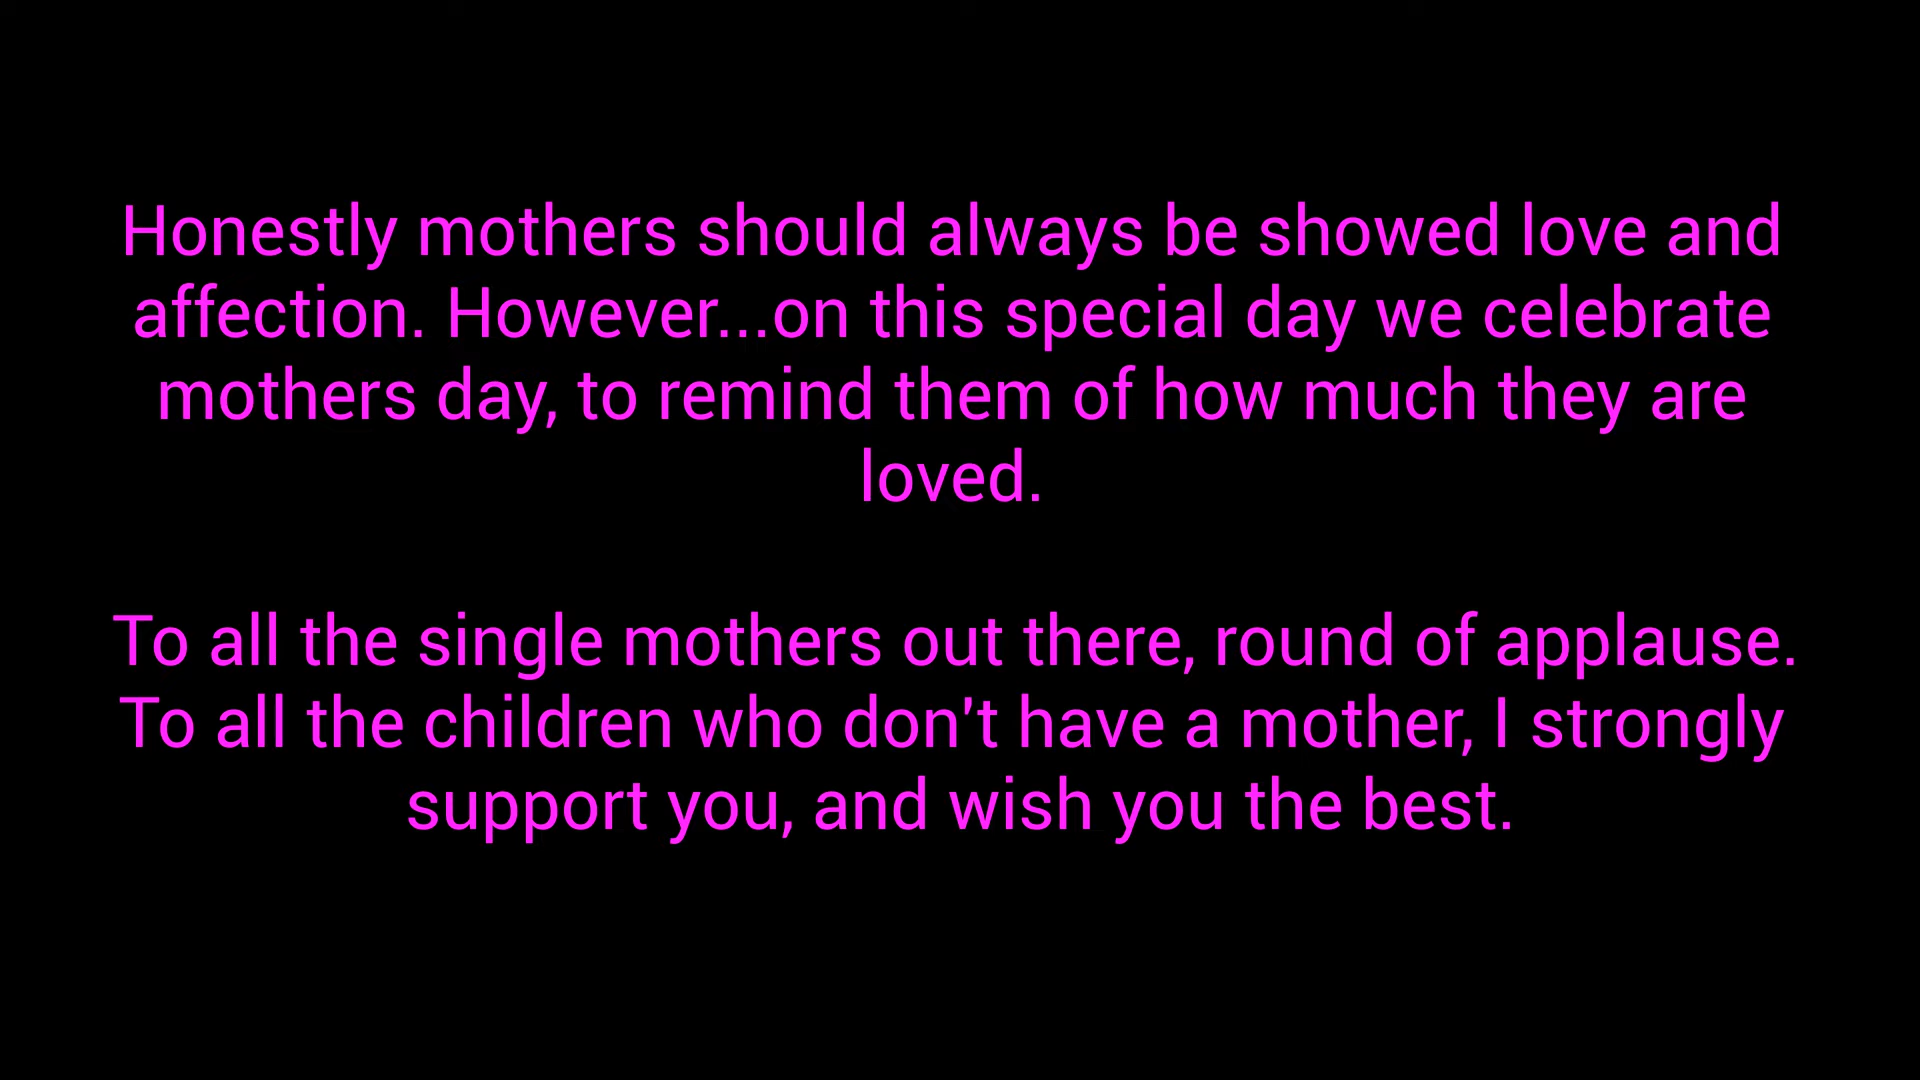 Honestly mothers should always be showed love and
affection. However...on this special day we celebrate
mothers day, to remind them of how much they are
loved.
To all the single mothers out there, round of applause.
To all the children who don't have a mother, I strongly
support you, and wish you the best.